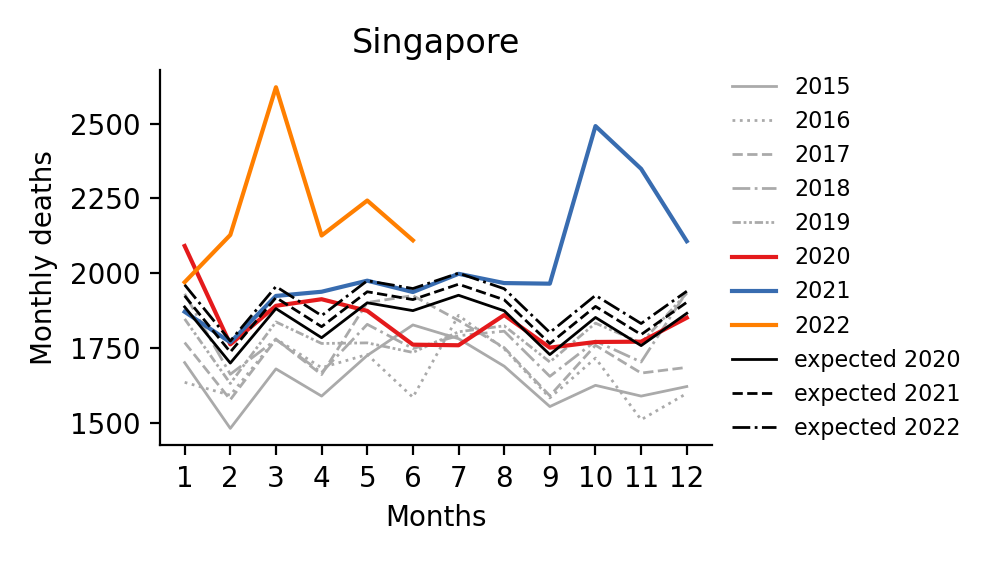 Singapore
Monthly deaths
2500
2250
2000
1750
1500
1 2 3 4 5 6 7 8 9 10 11 12
Months
2015
2016
2017
2018
2019
2020
2021
2022
expected 2020
expected 2021
expected 2022